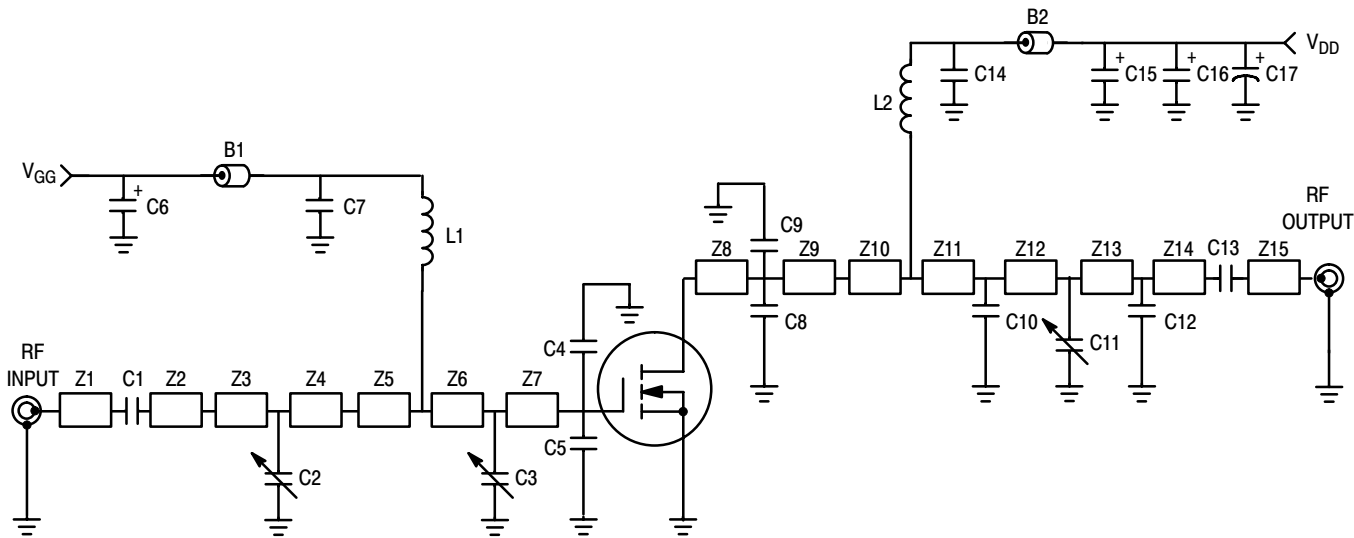 B2
V_DD
C14
+
C15
+
C16
+
C17
L2
B1
V_GG
+
C6
C7
L1
C9
RF
OUTPUT
Z8
Z9
Z10
Z11
Z12
Z13
Z14
C13
Z15
C8
C10
C11
C12
C4
RF
INPUT
Z1
C1
Z2
Z3
Z4
Z5
Z6
Z7
C5
C2
C3